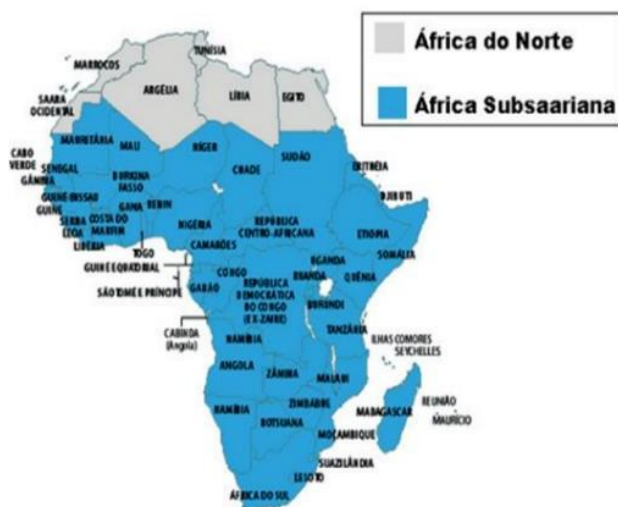 África do Norte
África Subsaariana
TUNÍSIA
MARROCOS
ARGÉLIA
LÍBIA
EGITO
SAARA
OCIDENTAL
MAURITÂNIA
MALI
NÍGER
CHADE
SUDÃO
ERITRÉIA
CABO
VERDE
SENEGAL
GÂMBIA
BURKINA
FASSO
DJIBUTI
GUINÉ-BISSAU
GUINÉ
GANA
BENIN
NIGÉRIA
REPÚBLICA
CENTRO-AFRICANA
ETIOPIA
SERRA
LEOA
COSTA DO
MARFIM
LIBÉRIA
TOGO
CAMARÕES
SOMÁLIA
GUINÉ EQUATORIAL
UGANDA
CONGO
RUANDA
QUÊNIA
SÃO TOMÉ E PRÍNCIPE
GABÃO
REPÚBLICA
DEMOCRÁTICA
DO CONGO
(EX-ZAIRE)
BURUNDI
TANZÂNIA
CABINDA
(Angola)
NAMÍBIA
ILHAS COMORES
SEYCHELLES
ANGOLA
ZÂMBIA
MALAUI
NAMÍBIA
ZIMBABRE
MADAGASCAR
REUNIÃO
MAURÍCIO
BOTSUANA
MOÇAMBIQUE
SUAZILÂNDIA
LESOTO
ÁFRICA DO SUL